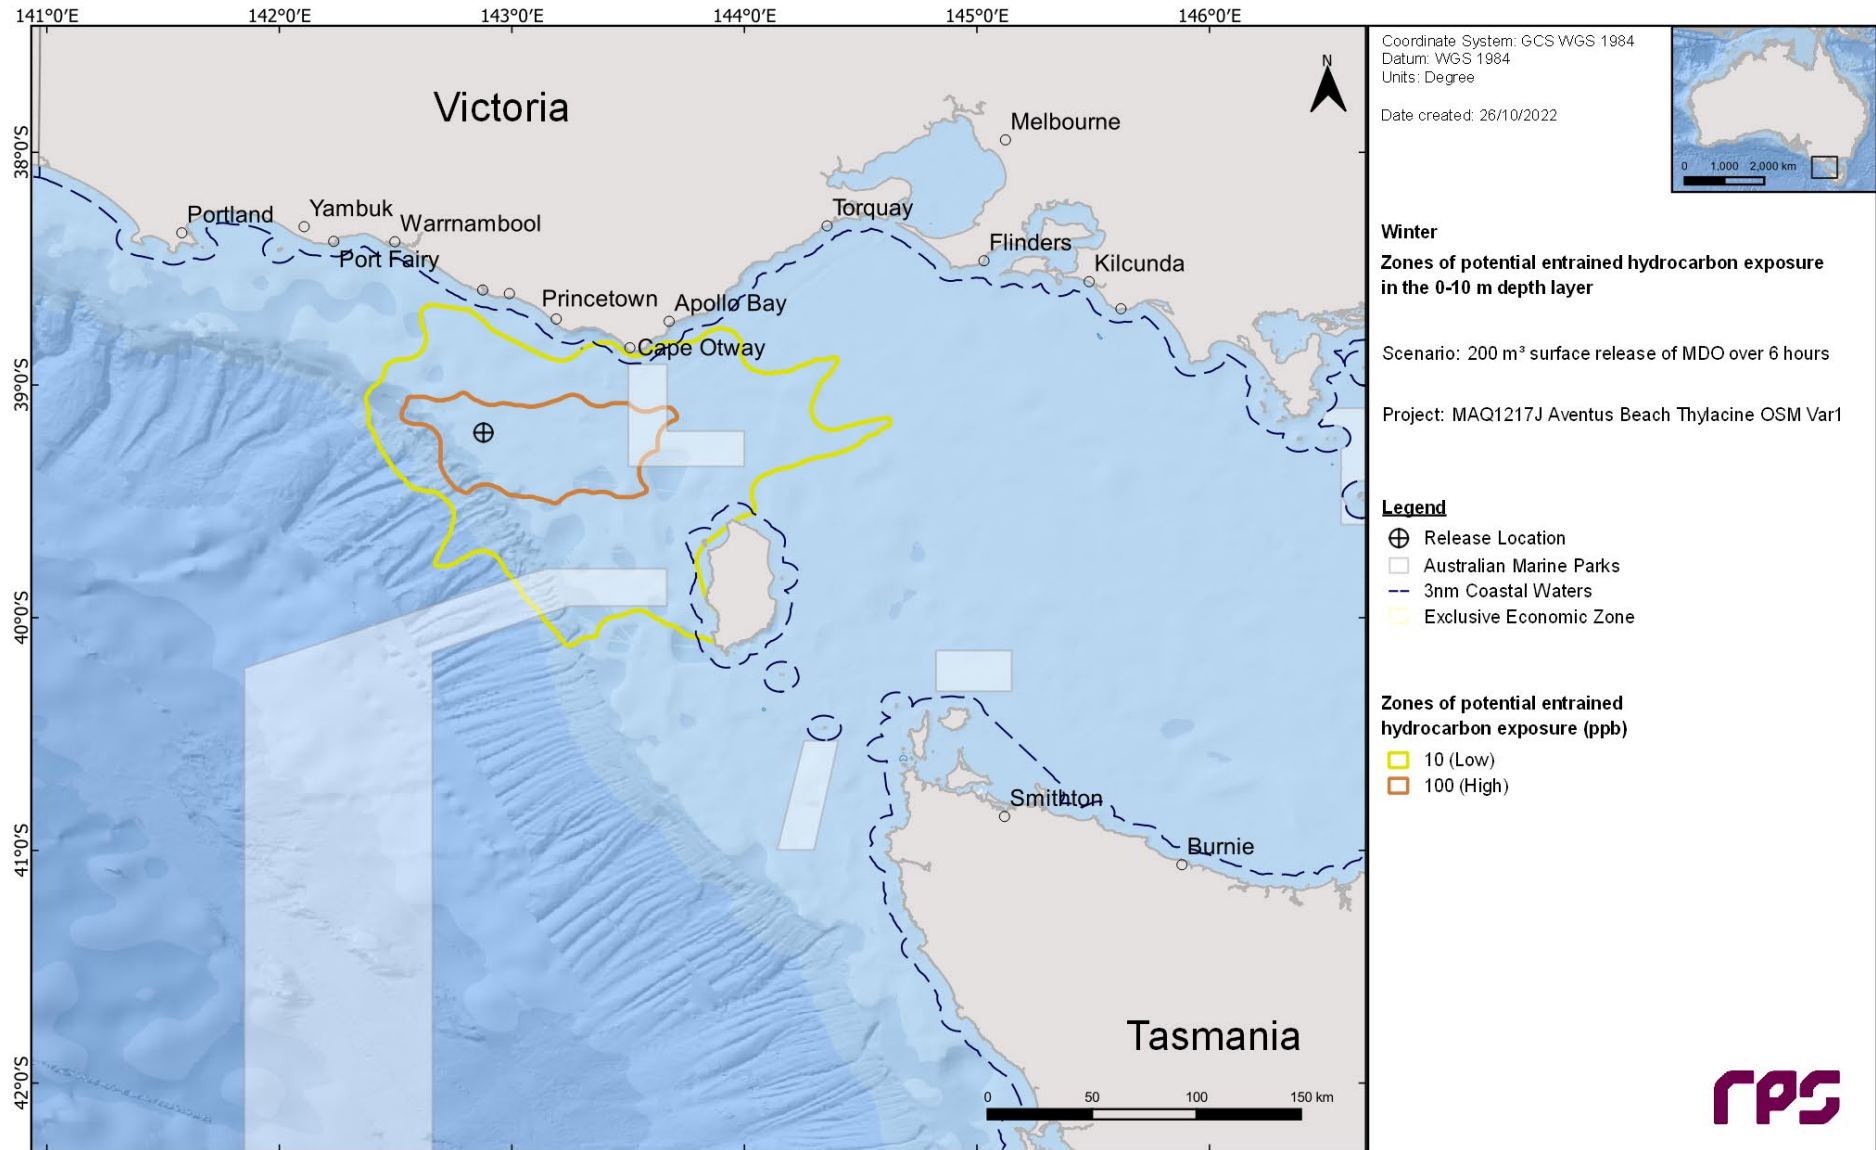 141°0'E
142°0'E
143°0'E
144°0'E
145°0'E
146°0'E
38°0'S
39°0'S
40°0'S
41°0'S
42°0'S
Victoria
N
Melbourne
Portland
Yambuk
Warrnambool
Port Fairy
Torquay
Flinders
Kilcunda
Princetown
Apollo Bay
Cape Otway
Smithton
Burnie
Tasmania
0 50 100 150 km
Coordinate System: GCS WGS 1984
Datum: WGS 1984
Units: Degree
Date created: 26/10/2022
0 1,000 2,000 km
Winter
Zones of potential entrained hydrocarbon exposure
in the 0-10 m depth layer
Scenario: 200 m³ surface release of MDO over 6 hours
Project: MAQ1217J Aventus Beach Thylacine OSM Var1
Legend
Release Location
Australian Marine Parks
3nm Coastal Waters
Exclusive Economic Zone
Zones of potential entrained
hydrocarbon exposure (ppb)
10 (Low)
100 (High)
rps